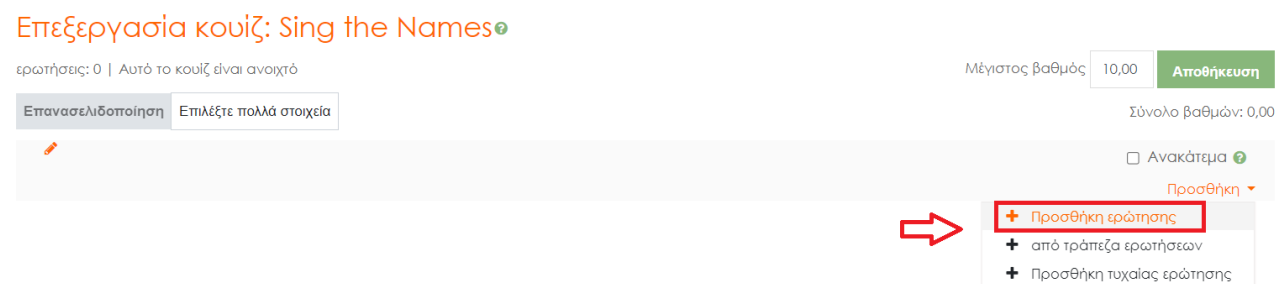 Επεξεργασία κουίζ: Sing the Names
ερωτήσεις: 0 | Αυτό το κουίζ είναι ανοιχτό
Μέγιστος βαθμός 10,00 Αποθήκευση
Επανασελιδοποίηση Επιλέξτε πολλά στοιχεία
Σύνολο βαθμών: 0,00
Ανακάτεμα
Προσθήκη
Προσθήκη ερώτησης
από τράπεζα ερωτήσεων
Προσθήκη τυχαίας ερώτησης